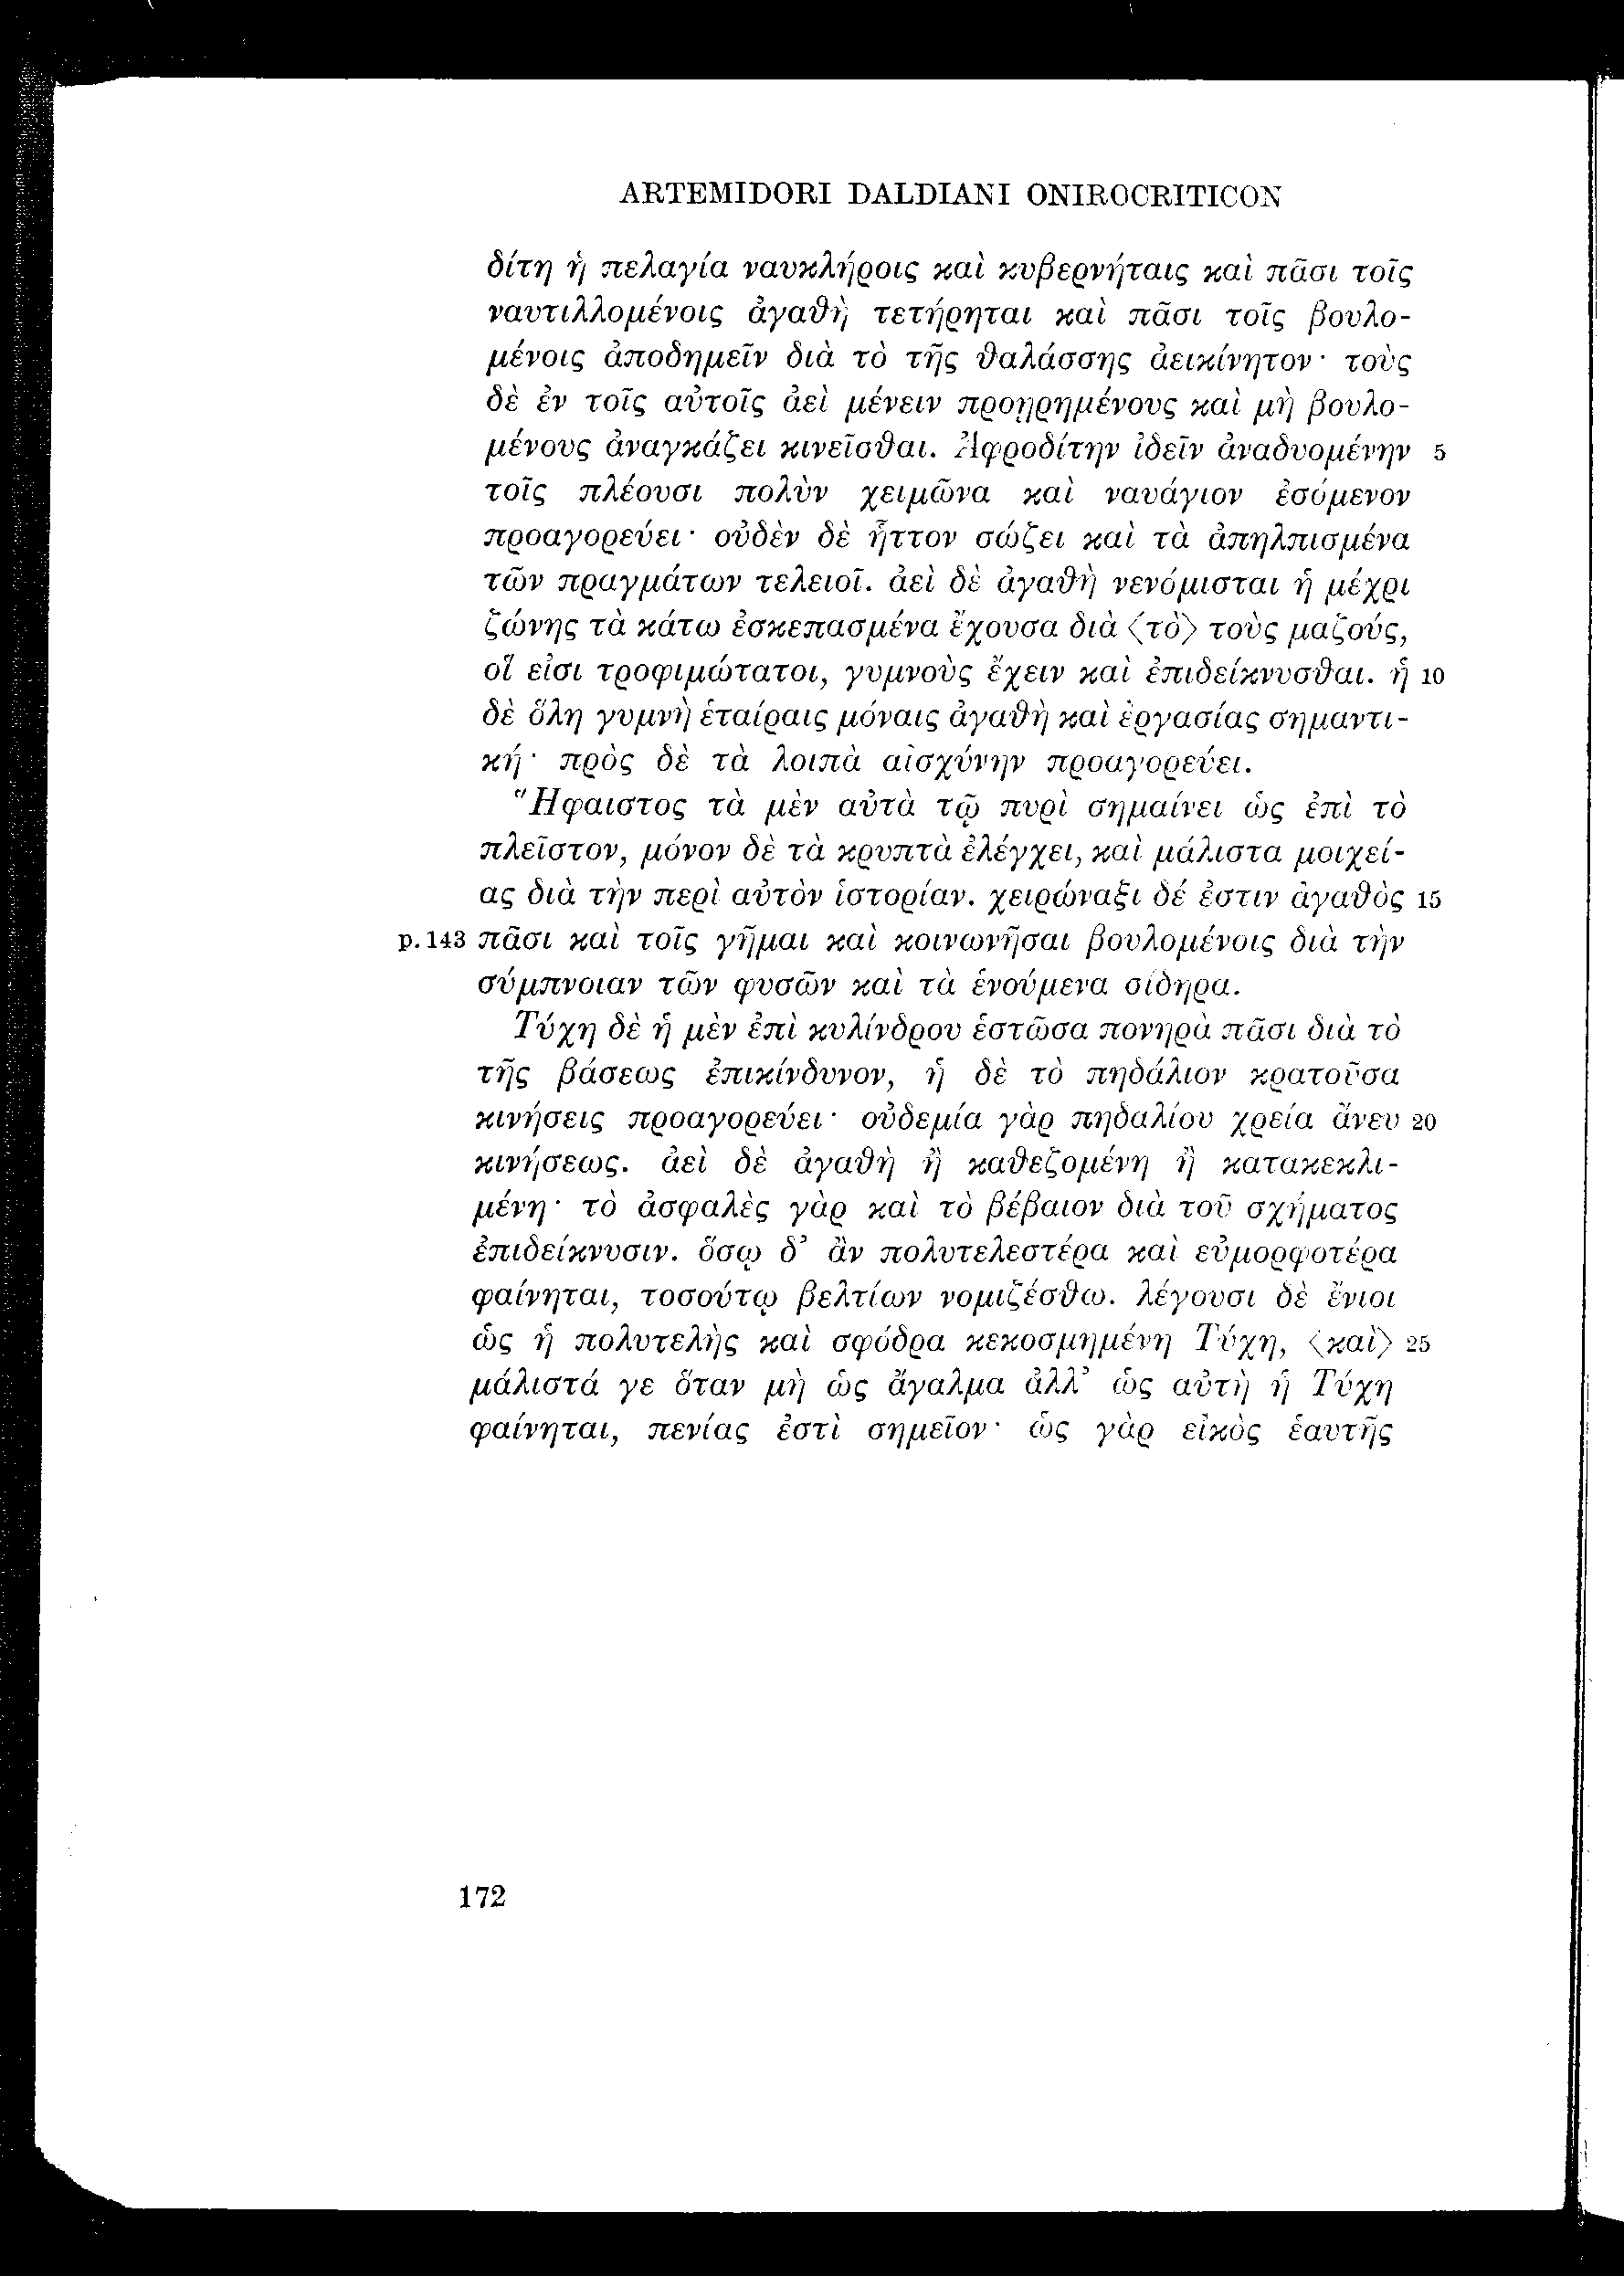 ARTEMIDORI DALDIANI ONIROCRITICON
δίτη ἡ πελαγία ναυκλήροις καὶ κυβερνήταις καὶ πᾶσι τοῖς
ναυτιλλομένοις ἀγαθὴ τετήρηται καὶ πᾶσι τοῖς βουλο-
μένοις ἀποδημεῖν διὰ τὸ τῆς θαλάσσης ἀεικίνητον· τοὺς
δὲ ἐν τοῖς αὐτοῖς ἀεὶ μένειν προῃρημένους καὶ μὴ βουλο-
μένους ἀναγκάζει κινεῖσθαι. Ἀφροδίτην ἰδεῖν ἀναδυομένην 5
τοῖς πλέουσι πολὺν χειμῶνα καὶ ναυάγιον ἐσόμενον
προαγορεύει· οὐδὲν δὲ ἧττον σώζει καὶ τὰ ἀπηλπισμένα
τῶν πραγμάτων τελειοῖ. ἀεὶ δὲ ἀγαθὴ νενόμισται ἡ μέχρι
ζώνης τὰ κάτω ἐσκεπασμένα ἔχουσα διὰ ⟨τὸ⟩ τοὺς μαζούς,
οἵ εἰσι τροφιμώτατοι, γυμνοὺς ἔχειν καὶ ἐπιδείκνυσθαι. ἡ 10
δὲ ὅλη γυμνὴ ἑταίραις μόναις ἀγαθὴ καὶ ἐργασίας σημαντι-
κή· πρὸς δὲ τὰ λοιπὰ αἰσχύνην προαγορεύει.
Ἥφαιστος τὰ μὲν αὐτὰ τῷ πυρὶ σημαίνει ὡς ἐπὶ τὸ
πλεῖστον, μόνον δὲ τὰ κρυπτὰ ἐλέγχει, καὶ μάλιστα μοιχεί-
ας διὰ τὴν περὶ αὐτὸν ἱστορίαν. χειρώναξι δέ ἐστιν ἀγαθὸς 15
p. 143 πᾶσι καὶ τοῖς γῆμαι καὶ κοινωνῆσαι βουλομένοις διὰ τὴν
σύμπνοιαν τῶν φυσῶν καὶ τὰ ἑνούμενα σίδηρα.
Τύχη δὲ ἡ μὲν ἐπὶ κυλίνδρου ἑστῶσα πονηρὰ πᾶσι διὰ τὸ
τῆς βάσεως ἐπικίνδυνον, ἡ δὲ τὸ πηδάλιον κρατοῦσα
κινήσεις προαγορεύει· οὐδεμία γὰρ πηδαλίου χρεία ἄνευ 20
κινήσεως. ἀεὶ δὲ ἀγαθὴ ἢ καθεζομένη ἢ κατακεκλι-
μένη· τὸ ἀσφαλὲς γὰρ καὶ τὸ βέβαιον διὰ τοῦ σχήματος
ἐπιδείκνυσιν. ὅσῳ δ’ ἂν πολυτελεστέρα καὶ εὐμορφοτέρα
φαίνηται, τοσούτῳ βελτίων νομιζέσθω. λέγουσι δὲ ἔνιοι
ὡς ἡ πολυτελὴς καὶ σφόδρα κεκοσμημένη Τύχη, ⟨καὶ⟩ 25
μάλιστά γε ὅταν μὴ ὡς ἄγαλμα ἀλλ’ ὡς αὐτὴ ἡ Τύχη
φαίνηται, πενίας ἐστὶ σημεῖον· ὡς γὰρ εἰκὸς ἑαυτῆς
172